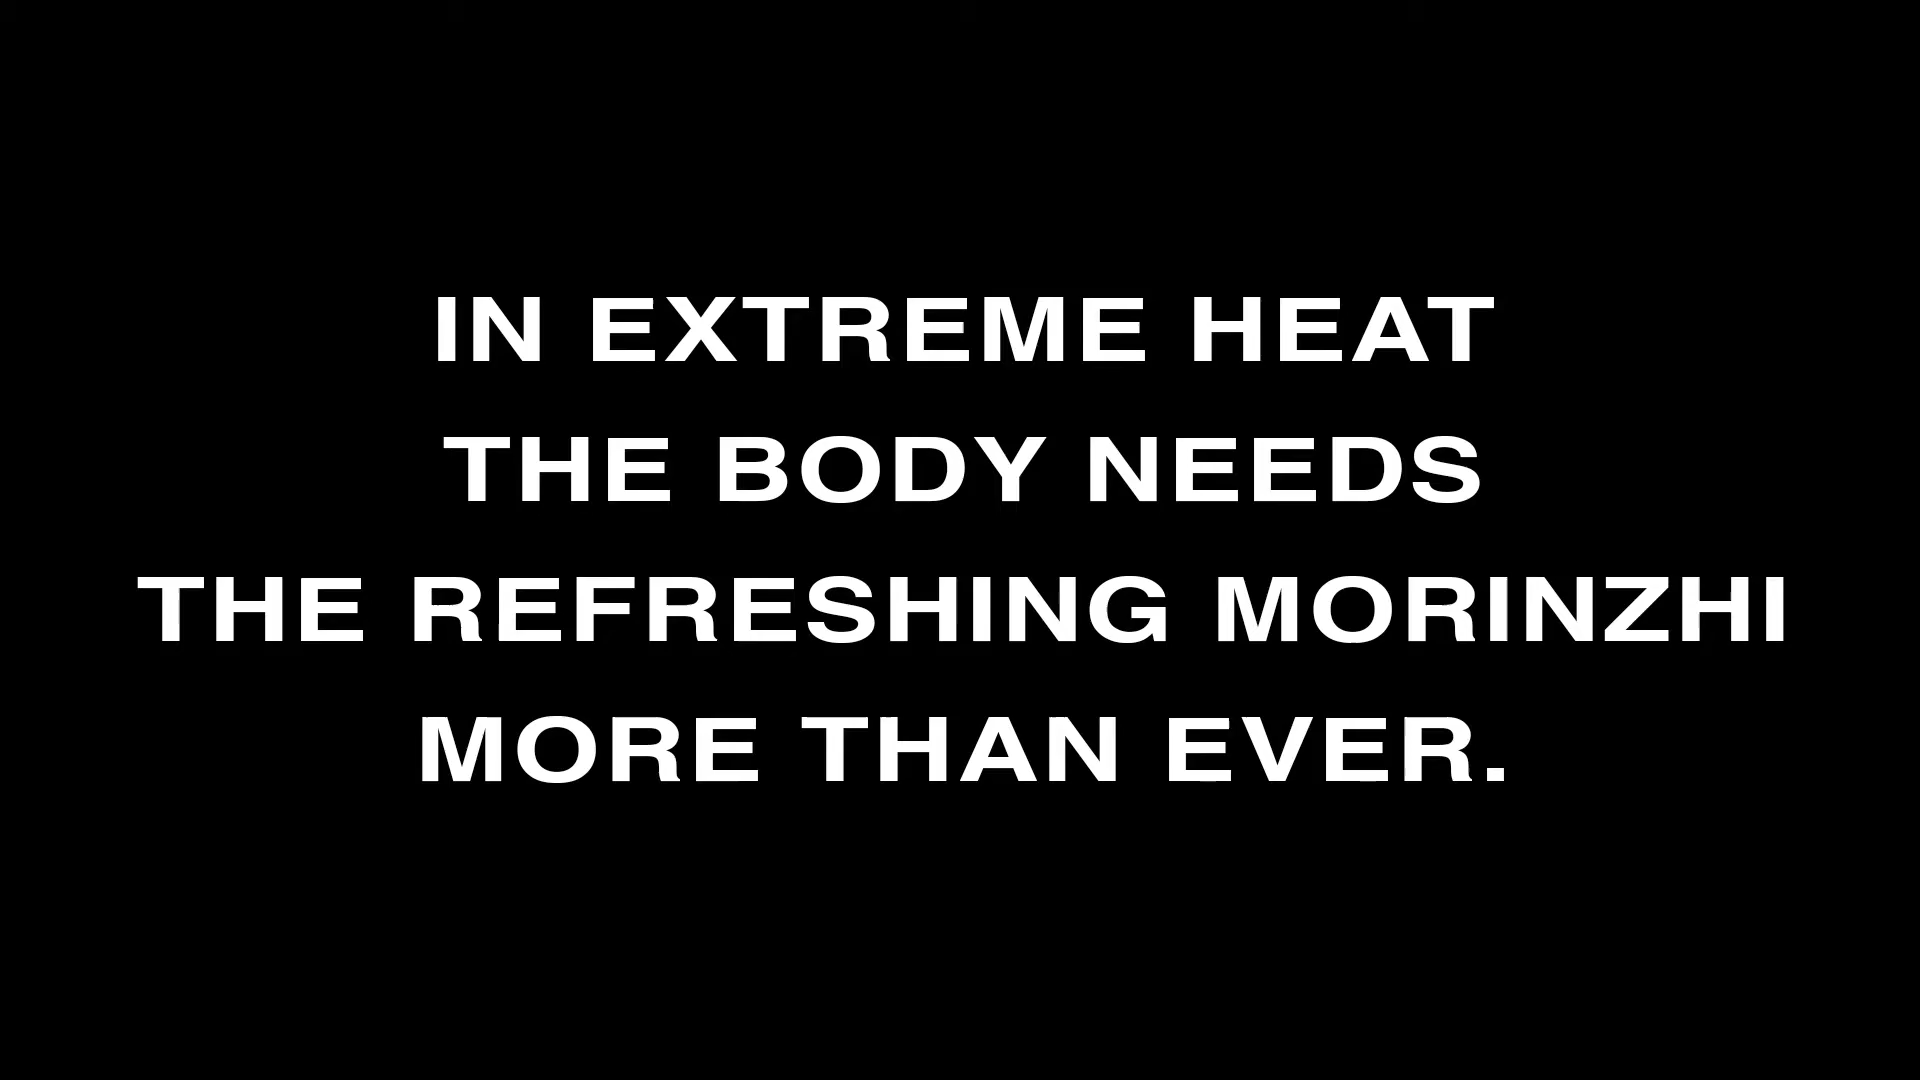 IN EXTREME HEAT
THE BODY NEEDS
THE REFRESHING MORINZHI
MORE THAN EVER.